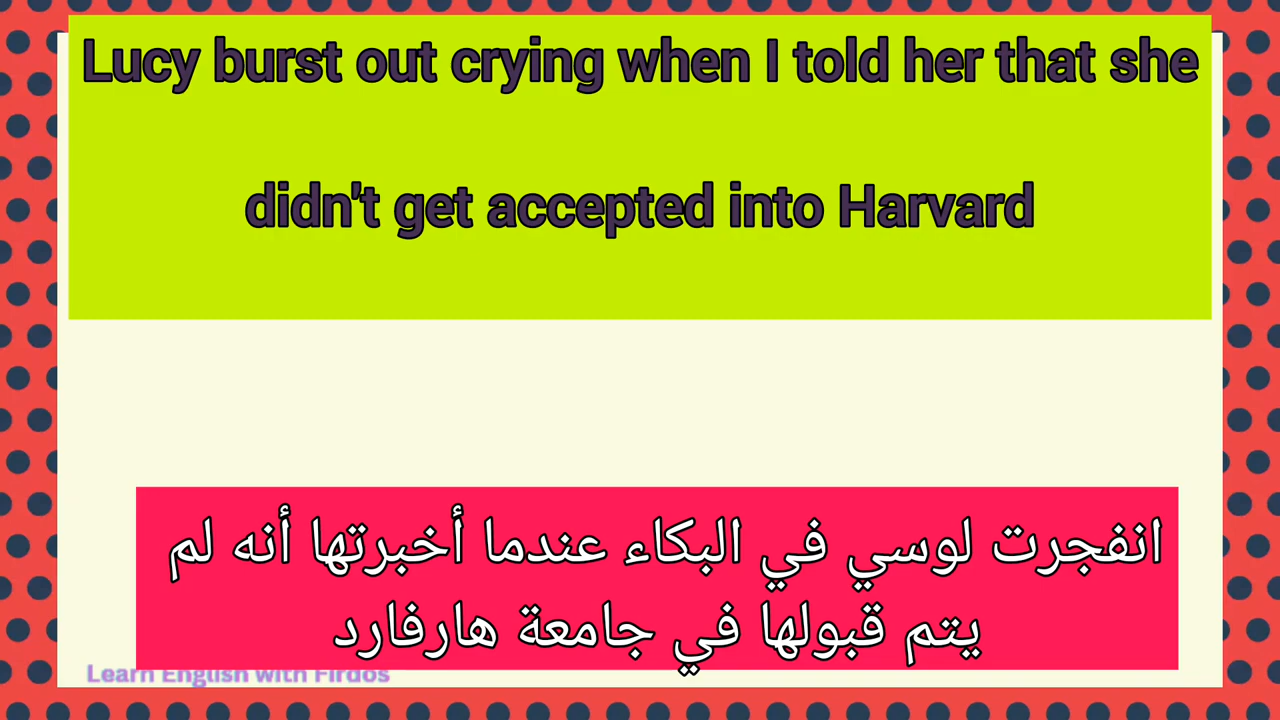 Lucy burst out crying when I told her that she
didn't get accepted into Harvard
انفجرت لوسي في البكاء عندما أخبرتها أنه لم
يتم قبولها في جامعة هارفارد
Learn English with Firdos